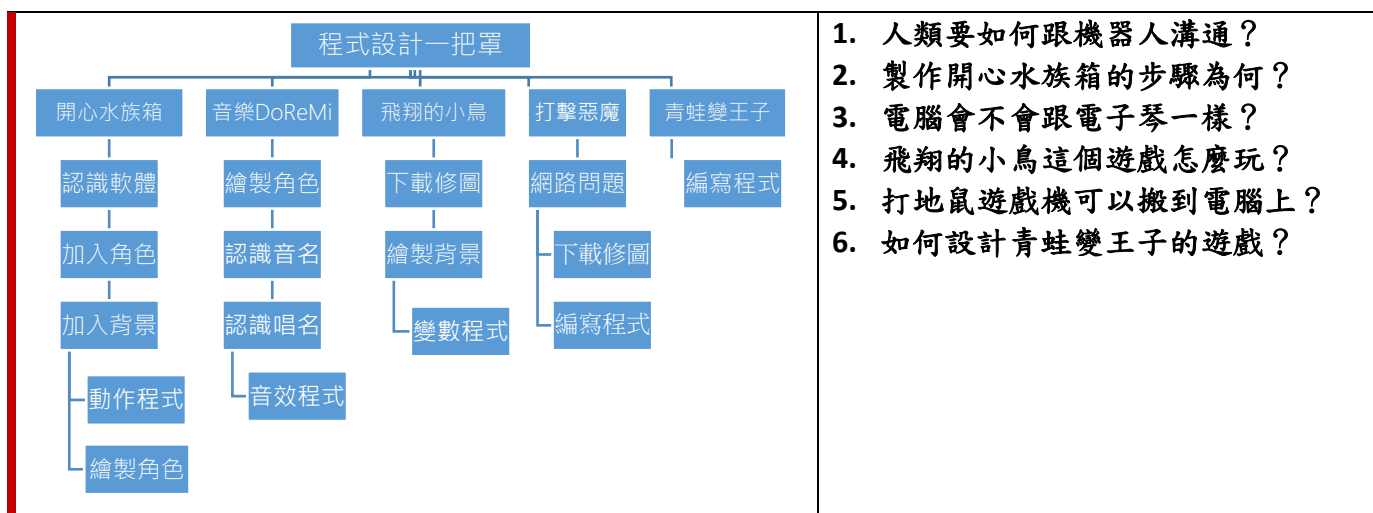 程式設計一把罩
開心水族箱
認識軟體
加入角色
加入背景
動作程式
繪製角色
音樂DoReMi
繪製角色
認識音名
認識唱名
音效程式
飛翔的小鳥
下載修圖
繪製背景
變數程式
打擊惡魔
網路問題
下載修圖
編寫程式
青蛙變王子
編寫程式
1. 人類要如何跟機器人溝通？
2. 製作開心水族箱的步驟為何？
3. 電腦會不會跟電子琴一樣？
4. 飛翔的小鳥這個遊戲怎麼玩？
5. 打地鼠遊戲機可以搬到電腦上？
6. 如何設計青蛙變王子的遊戲？